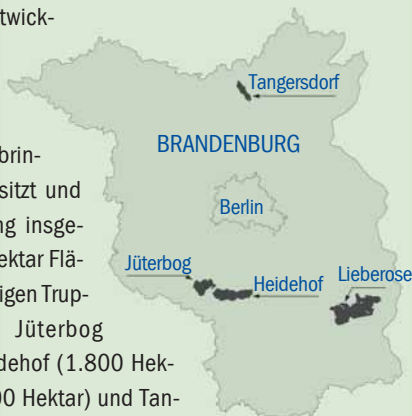 twick-
Tangersdorf
BRANDENBURG
brin-
sitzt und
Berlin
ng insge-
ektar Flä-
Jüterbog
Heidehof
Lieberose
igen Trup-
Jüterbog
idehof (1.800 Hek-
00 Hektar) und Tan-